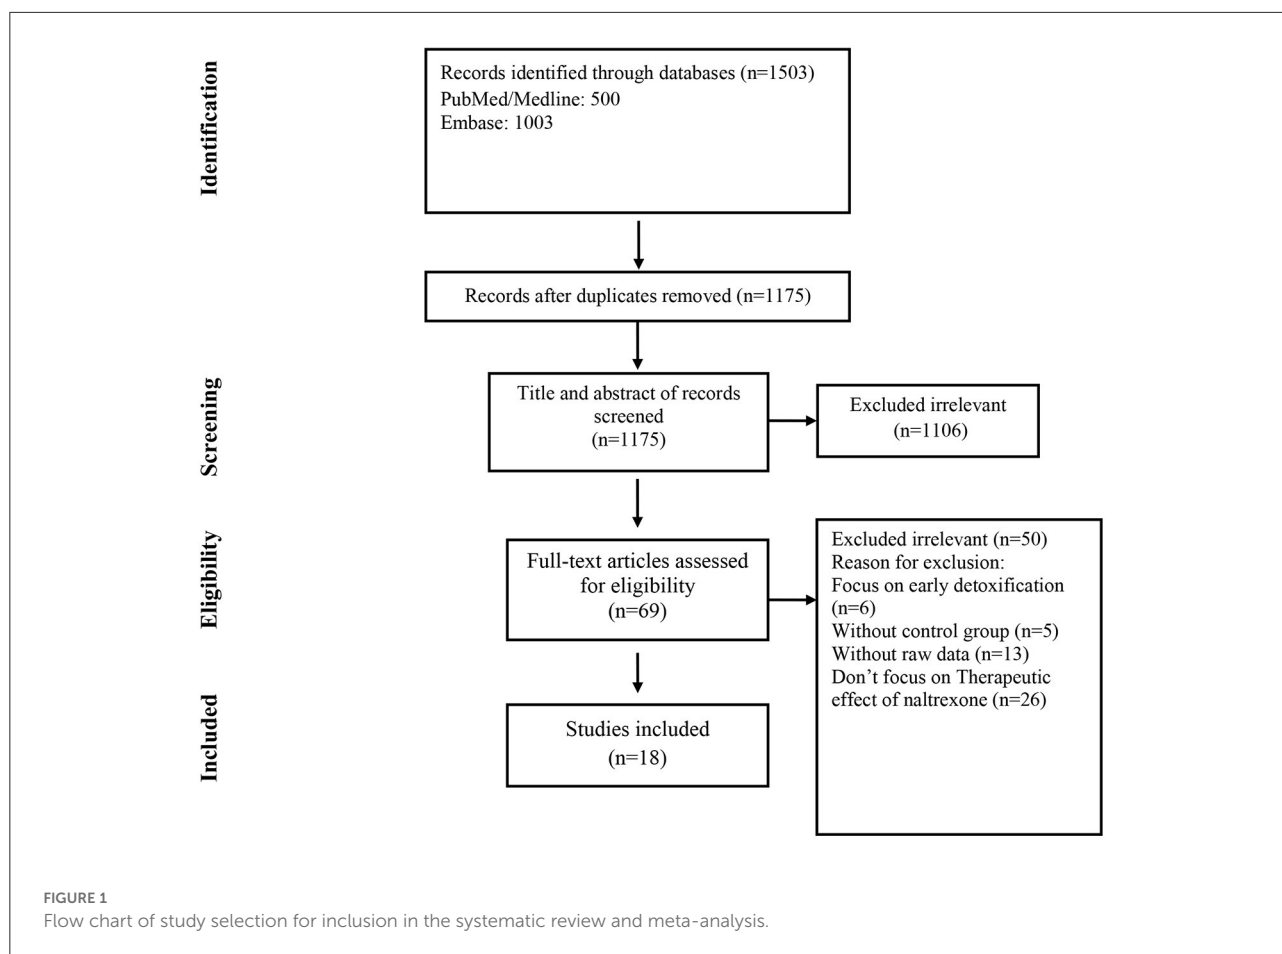 Identification
Records identified through databases (n=1503)
PubMed/Medline: 500
Embase: 1003
Records after duplicates removed (n=1175)
Screening
Title and abstract of records
screened
(n=1175)
Excluded irrelevant
(n=1106)
Eligibility
Full-text articles assessed
for eligibility
(n=69)
Excluded irrelevant (n=50)
Reason for exclusion:
Focus on early detoxification
(n=6)
Without control group (n=5)
Without raw data (n=13)
Don’t focus on Therapeutic
effect of naltrexone (n=26)
Included
Studies included
(n=18)
FIGURE 1
Flow chart of study selection for inclusion in the systematic review and meta-analysis.